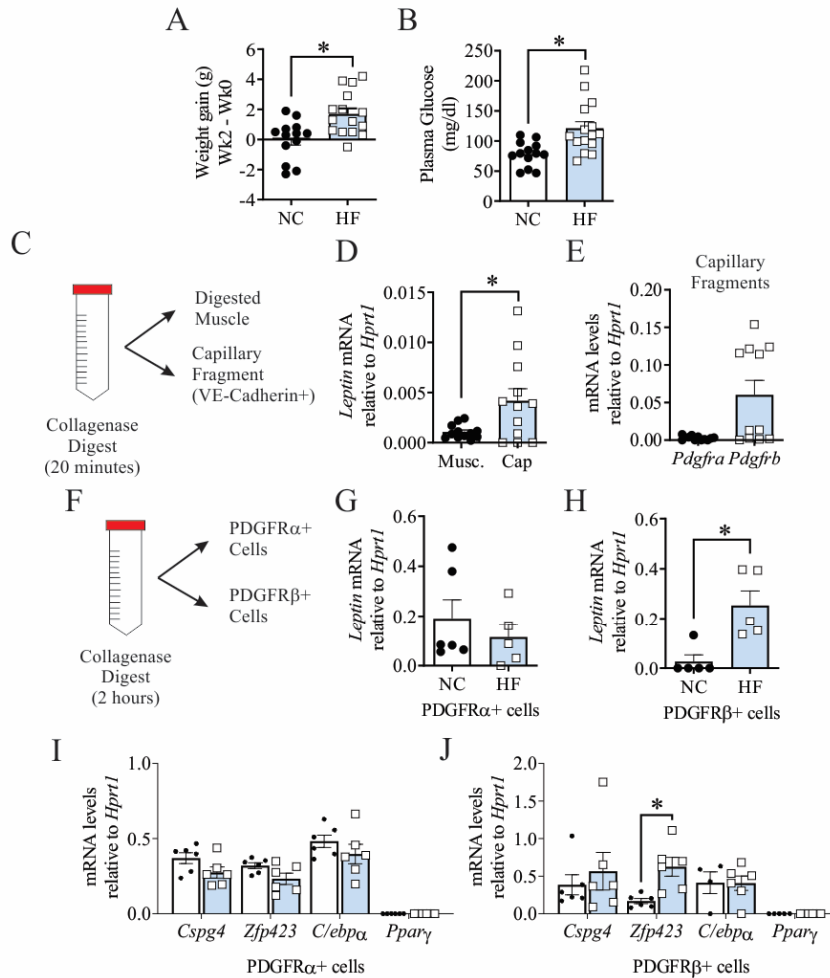 A
Weight gain (g)
Wk2 - Wk0
6
4
2
0
-2
-4
*
NC HF
B
Plasma Glucose
(mg/dl)
250
200
150
100
50
0
*
NC HF
C
Digested
Muscle
Capillary
Fragment
(VE-Cadherin+)
Collagenase
Digest
(20 minutes)
D
Leptin mRNA
relative to Hprt1
0.015
0.010
0.005
0.000
*
Musc. Cap
E
Capillary
Fragments
mRNA levels
relative to Hprt1
0.20
0.15
0.10
0.05
0.00
Pdgfra Pdgfrb
F
PDGFRα+
Cells
PDGFRβ+
Cells
Collagenase
Digest
(2 hours)
G
Leptin mRNA
relative to Hprt1
0.6
0.4
0.2
0.0
NC HF
PDGFRα+ cells
H
Leptin mRNA
relative to Hprt1
0.6
0.4
0.2
0.0
*
NC HF
PDGFRβ+ cells
I
mRNA levels
relative to Hprt1
1.0
0.5
0.0
Cspg4 Zfp423 C/ebpα Pparγ
PDGFRα+ cells
J
mRNA levels
relative to Hprt1
2.0
1.5
1.0
0.5
0.0
*
Cspg4 Zfp423 C/ebpα Pparγ
PDGFRβ+ cells